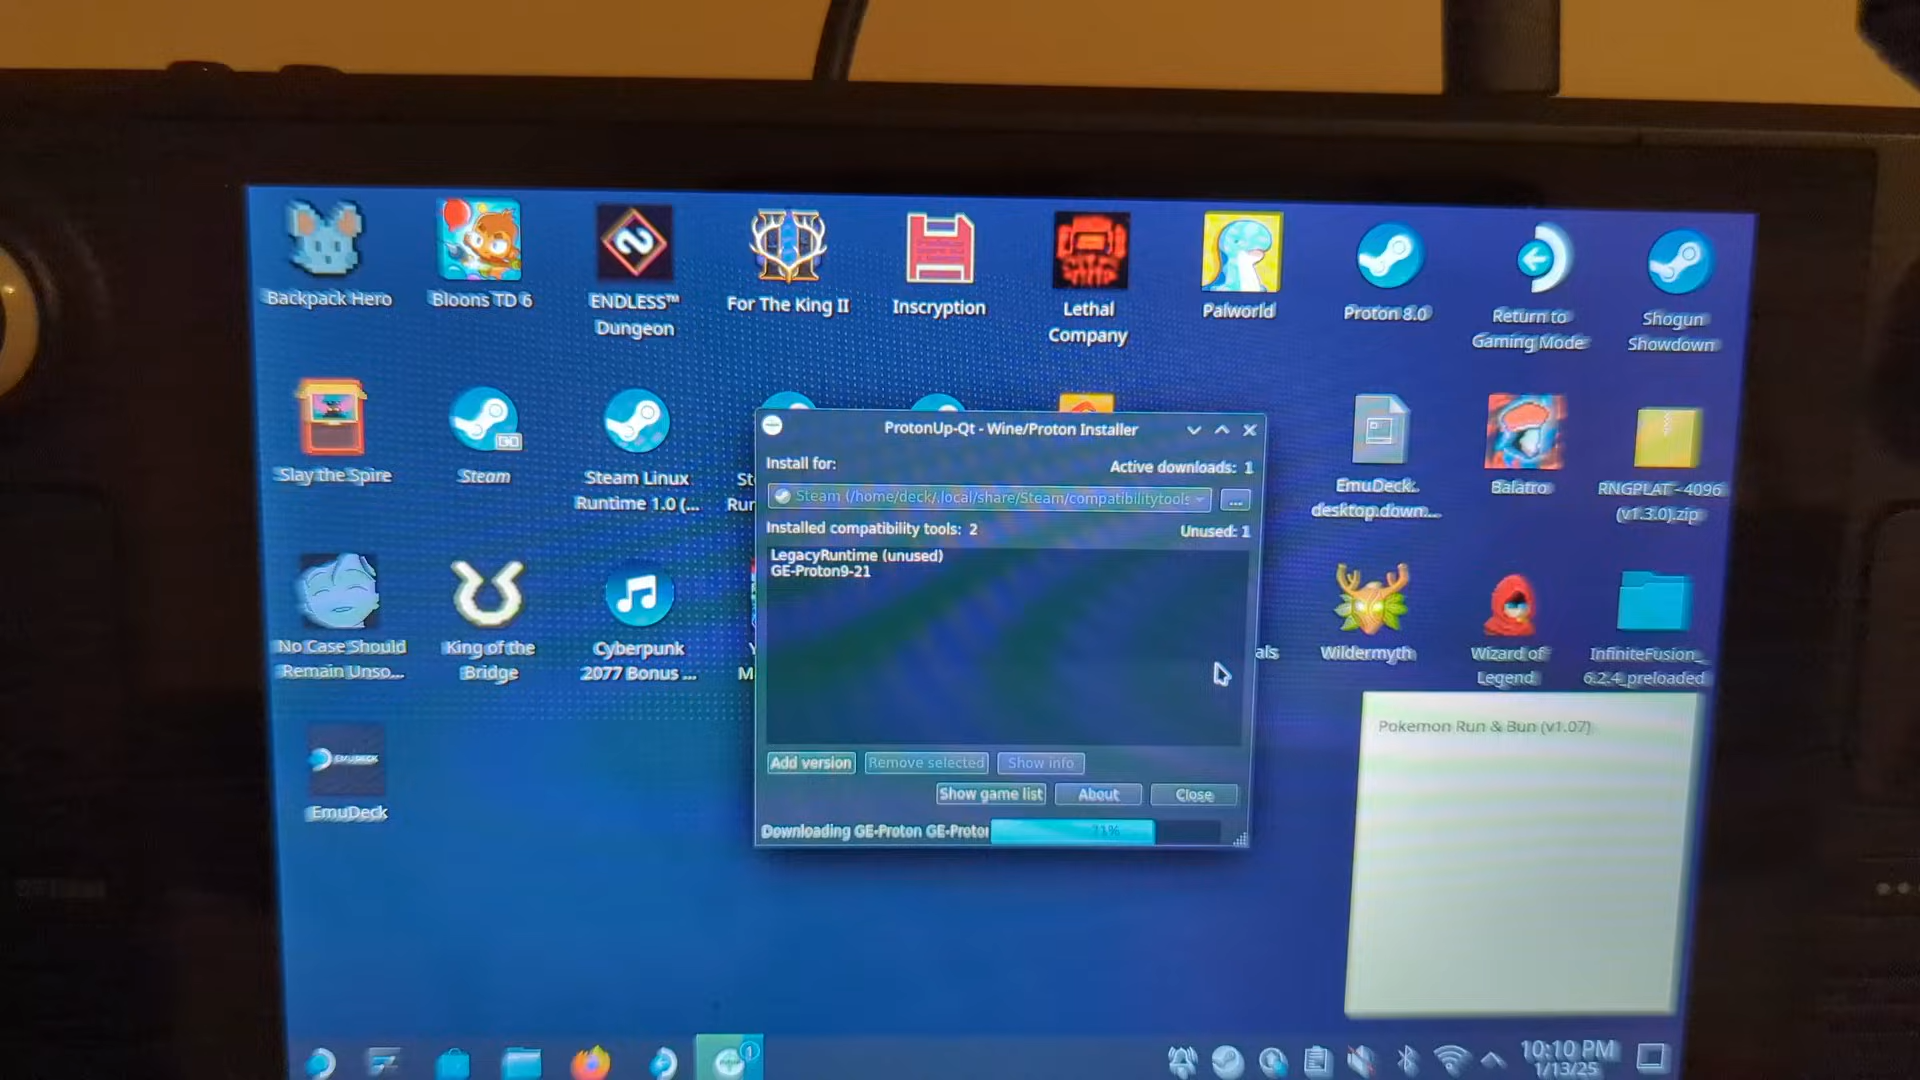 Backpack Hero
Bloons TD 6
ENDLESS™
Dungeon
For The King II
Inscryption
Lethal
Company
Palworld
Proton 8.0
Return to
Gaming Mode
Shogun
Showdown
Slay the Spire
Steam
Steam Linux
Runtime 1.0 (...
St
Run
EmuDeck.
desktop.down...
Balatro
RNGPLAT - 4096
(v1.3.0).zip
No Case Should
Remain Unso...
King of the
Bridge
Cyberpunk
2077 Bonus ...
Y
M
als
Wildermyth
Wizard of
Legend
InfiniteFusion_
6.2.4_preloaded
EMUDECK
EmuDeck
ProtonUp-Qt - Wine/Proton Installer
Install for:
Active downloads: 1
Steam (/home/deck/.local/share/Steam/compatibilitytools
...
Installed compatibility tools: 2
Unused: 1
LegacyRuntime (unused)
GE-Proton9-21
Add version
Remove selected
Show info
Show game list
About
Close
Downloading GE-Proton GE-Proto
71%
Pokemon Run & Bun (v1.07)
1
10:10 PM
1/13/25